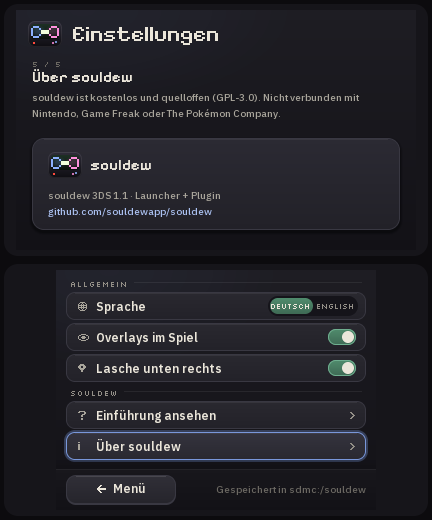 Einstellungen
5 / 5
Über souldew
souldew ist kostenlos und quelloffen (GPL-3.0). Nicht verbunden mit
Nintendo, Game Freak oder The Pokémon Company.
souldew
souldew 3DS 1.1 · Launcher + Plugin
github.com/souldewapp/souldew
ALLGEMEIN
Sprache DEUTSCH ENGLISH
Overlays im Spiel
Lasche unten rechts
SOULDEW
? Einführung ansehen >
i Über souldew >
← Menü Gespeichert in sdmc:/souldew